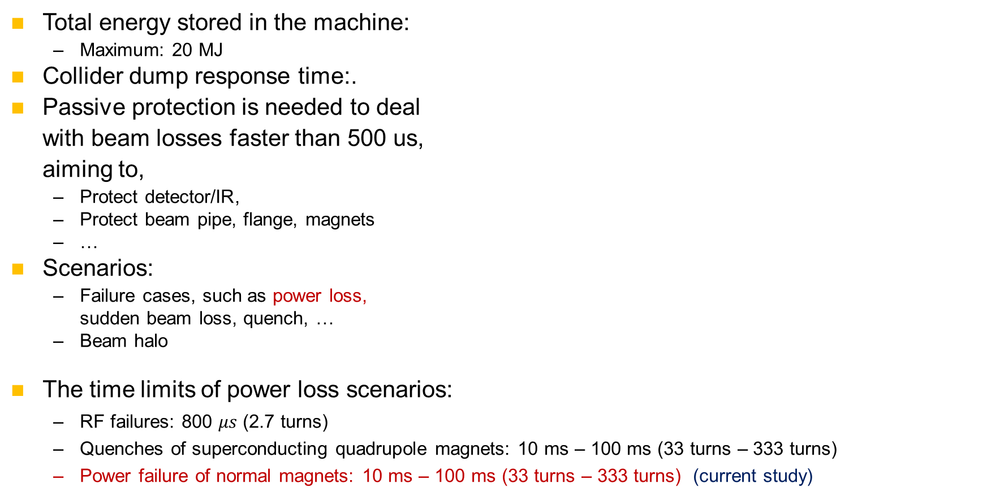 Total energy stored in the machine:
– Maximum: 20 MJ
Collider dump response time:.
Passive protection is needed to deal
with beam losses faster than 500 us,
aiming to,
– Protect detector/IR,
– Protect beam pipe, flange, magnets
– …
Scenarios:
– Failure cases, such as power loss,
sudden beam loss, quench, …
– Beam halo
The time limits of power loss scenarios:
– RF failures: 800 μs (2.7 turns)
– Quenches of superconducting quadrupole magnets: 10 ms – 100 ms (33 turns – 333 turns)
– Power failure of normal magnets: 10 ms – 100 ms (33 turns – 333 turns) (current study)